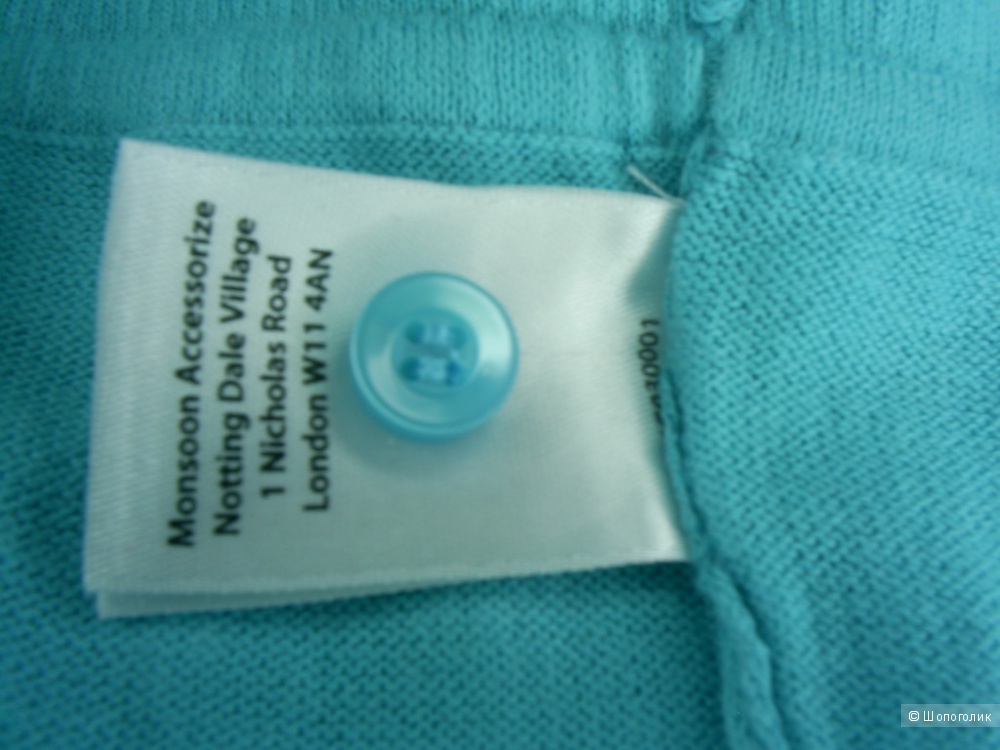 Monsoon Accessorize
Notting Dale Village
1 Nicholas Road
London W11 4AN
© Шопоголик